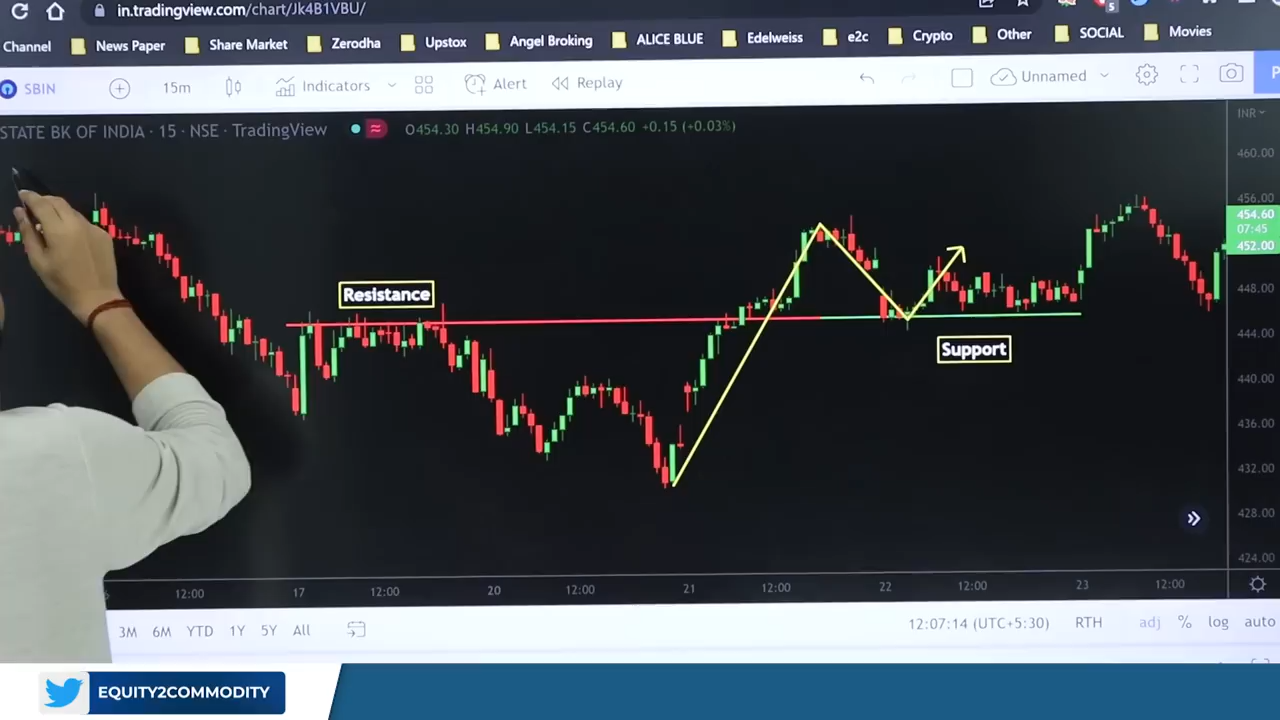 in.tradingview.com/chart/Jk4B1VBU/
Channel News Paper Share Market Zerodha Upstox Angel Broking ALICE BLUE Edelweiss e2c Crypto Other SOCIAL Movies
SBIN 15m Indicators Alert Replay Unnamed
STATE BK OF INDIA · 15 · NSE · TradingView O454.30 H454.90 L454.15 C454.60 +0.15 (+0.03%)
INR
460.00
456.00
454.60
07:45
452.00
448.00
444.00
440.00
436.00
432.00
428.00
424.00
Resistance
Support
12:00 17 12:00 20 12:00 21 12:00 22 12:00 23 12:00
3M 6M YTD 1Y 5Y All 12:07:14 (UTC+5:30) RTH adj % log auto
EQUITY2COMMODITY